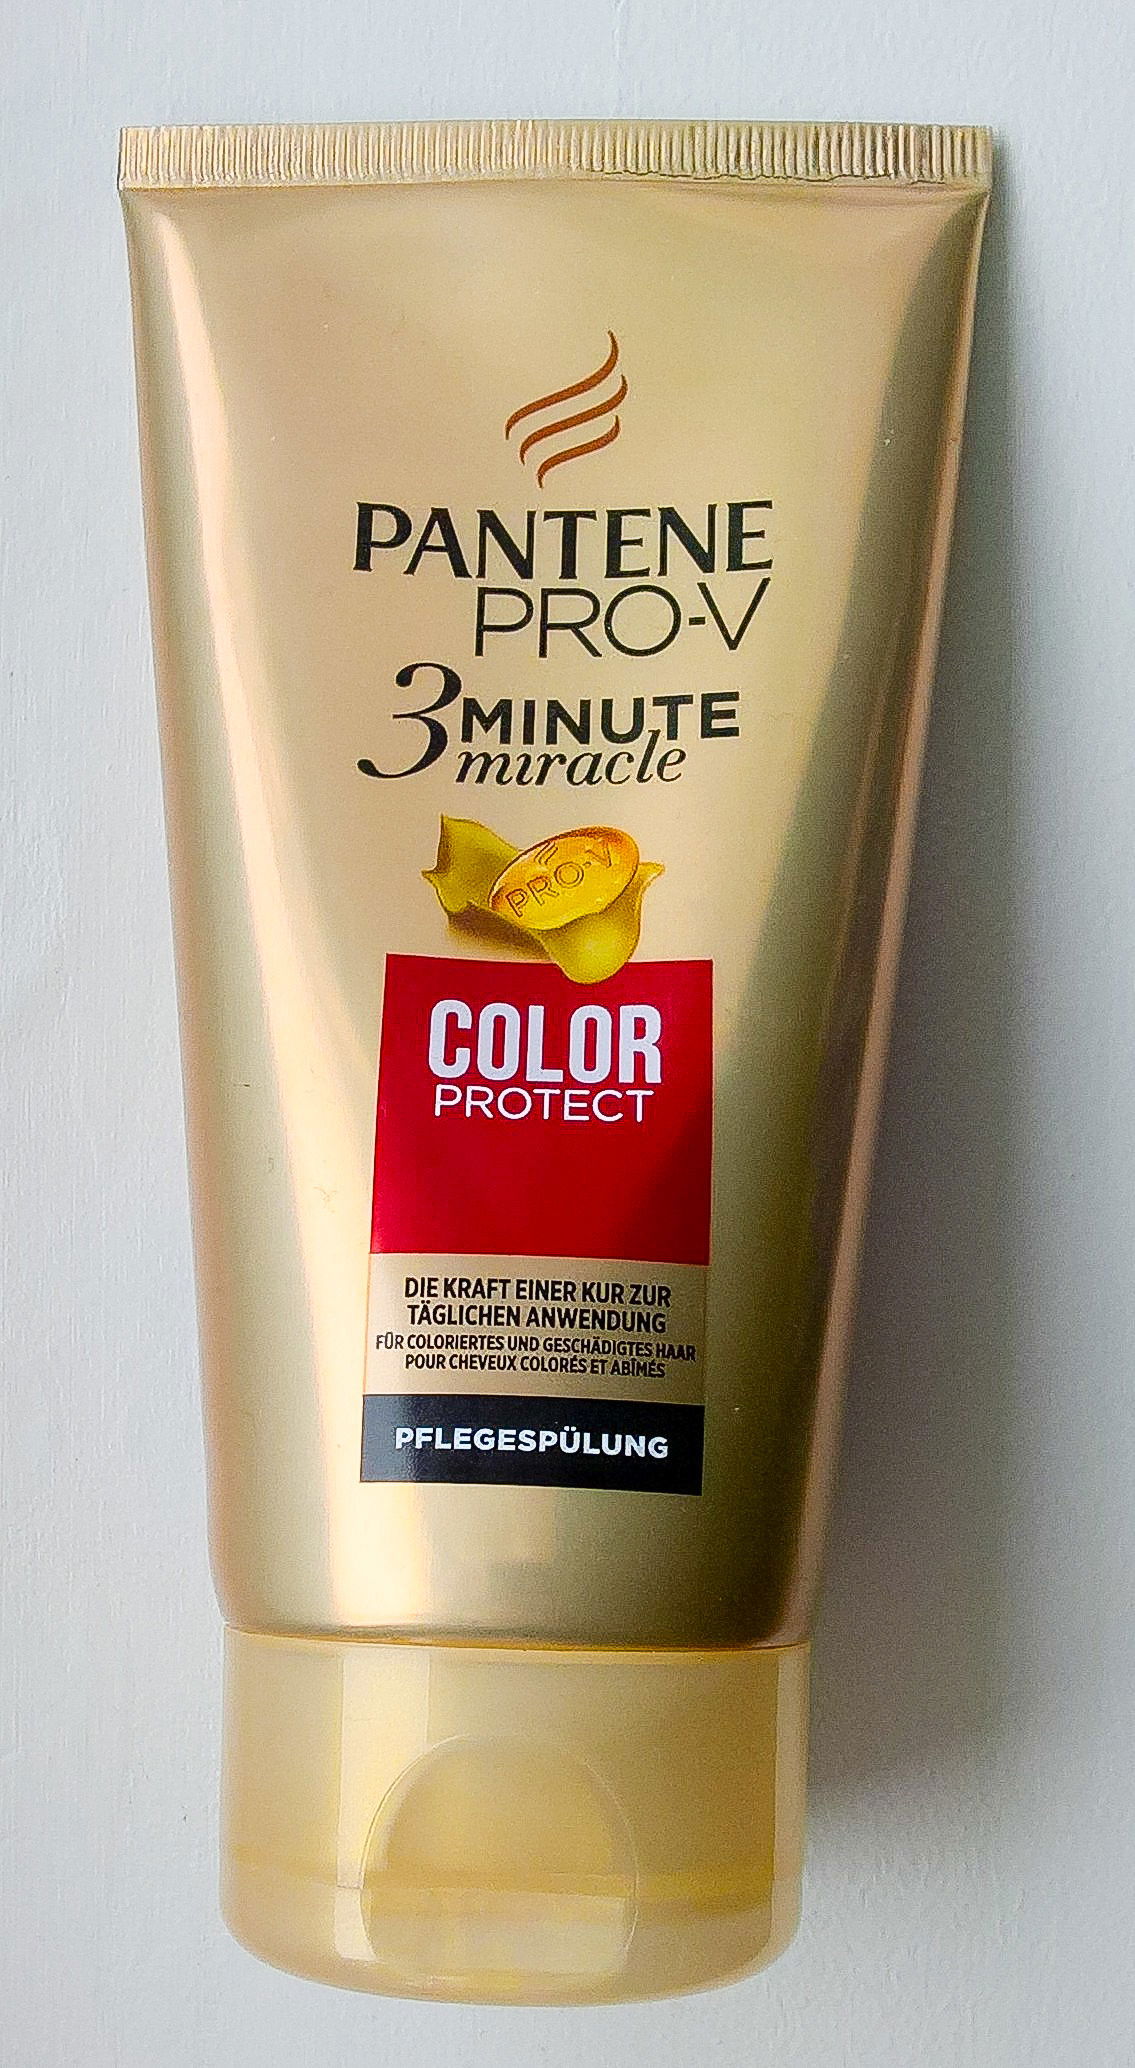 PANTENE
PRO-V
3 MINUTE
miracle
PRO-V
COLOR
PROTECT
DIE KRAFT EINER KUR ZUR
TÄGLICHEN ANWENDUNG
FÜR COLORIERTES UND GESCHÄDIGTES HAAR
POUR CHEVEUX COLORÉS ET ABÎMÉS
PFLEGESPÜLUNG